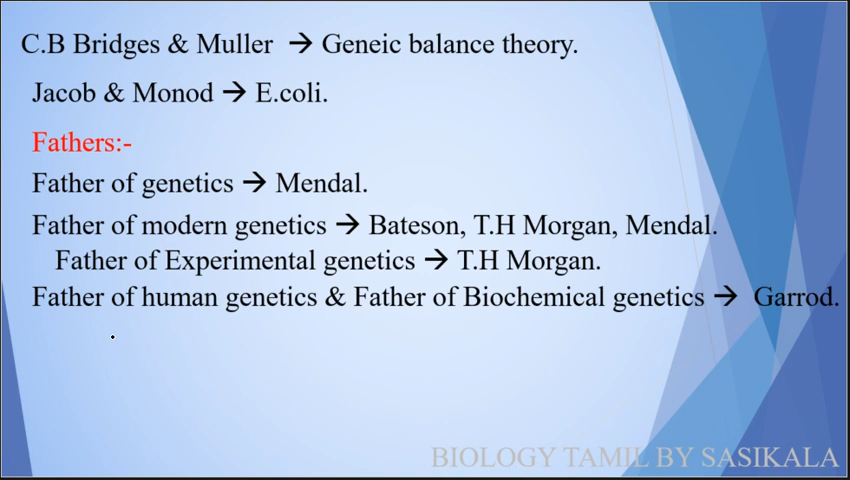 C.B Bridges & Muller → Geneic balance theory.
Jacob & Monod → E.coli.
Fathers:-
Father of genetics → Mendal.
Father of modern genetics → Bateson, T.H Morgan, Mendal.
Father of Experimental genetics → T.H Morgan.
Father of human genetics & Father of Biochemical genetics → Garrod.
BIOLOGY TAMIL BY SASIKALA